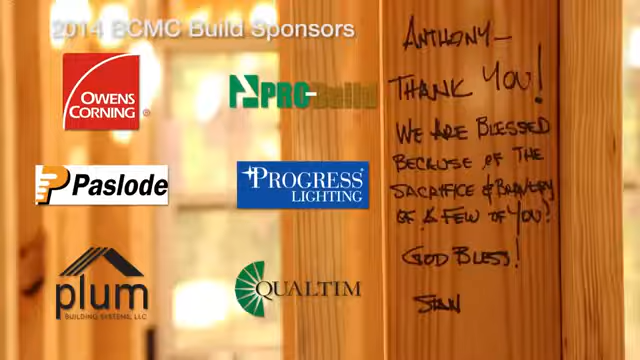 2014 BCMC Build Sponsors
OWENS
CORNING
PRO-Build
Paslode
PROGRESS
LIGHTING
plum
BUILDING SYSTEMS, LLC
QUALTIM
ANTHONY-
THANK YOU!
WE ARE BLESSED
BECAUSE OF THE
SACRIFICE & BRAVERY
OF A FEW OF YOU!
GOD BLESS!
STAN